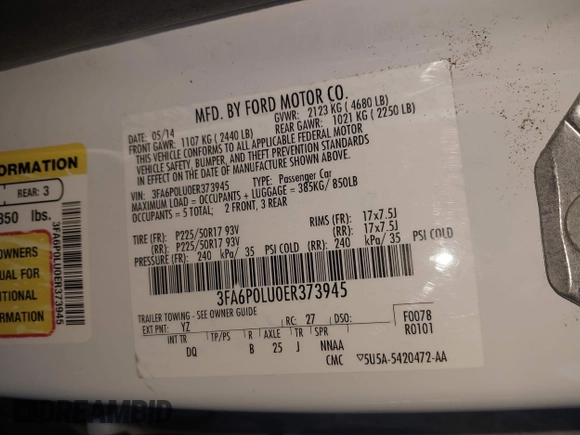 MFD. BY FORD MOTOR CO.
DATE: 05/14 GVWR: 2123 KG ( 4680 LB)
FRONT GAWR: 1107 KG ( 2440 LB) REAR GAWR: 1021 KG ( 2250 LB)
THIS VEHICLE CONFORMS TO ALL APPLICABLE FEDERAL MOTOR
VEHICLE SAFETY, BUMPER, AND THEFT PREVENTION STANDARDS
IN EFFECT ON THE DATE OF MANUFACTURE SHOWN ABOVE.
VIN: 3FA6P0LU0ER373945 TYPE: Passenger Car
MAXIMUM LOAD = OCCUPANTS + LUGGAGE = 385KG/ 850LB
OCCUPANTS = 5 TOTAL; 2 FRONT, 3 REAR
TIRE (FR): P225/50R17 93V RIMS (FR): 17x7.5J
(RR): P225/50R17 93V (RR): 17x7.5J
PRESSURE (FR): 240 kPa/ 35 PSI COLD (RR): 240 kPa/ 35 PSI COLD
3FA6P0LU0ER373945
TRAILER TOWING - SEE OWNER GUIDE
EXT PNT: YZ RC: 27 DSO: F0078
INT TR TP/PS R AXLE TR SPR R0101
DQ B 25 J NNAA
CMC 5U5A-5420472-AA
FORMATION
REAR: 3
850 lbs.
OWNERS
UAL FOR
TIONAL
MATION
3FA6P0LU0ER373945
DREAMBID